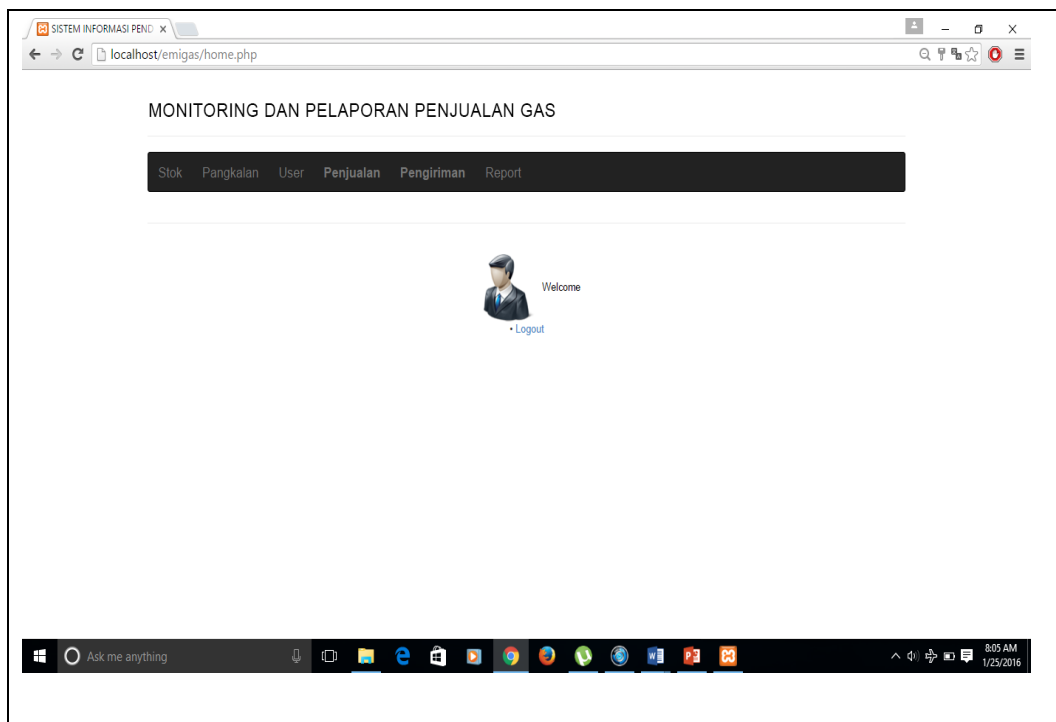 SISTEM INFORMASI PEND
localhost/emigas/home.php
MONITORING DAN PELAPORAN PENJUALAN GAS
Stok Pangkalan User Penjualan Pengiriman Report
Welcome
• Logout
Ask me anything
8:05 AM
1/25/2016